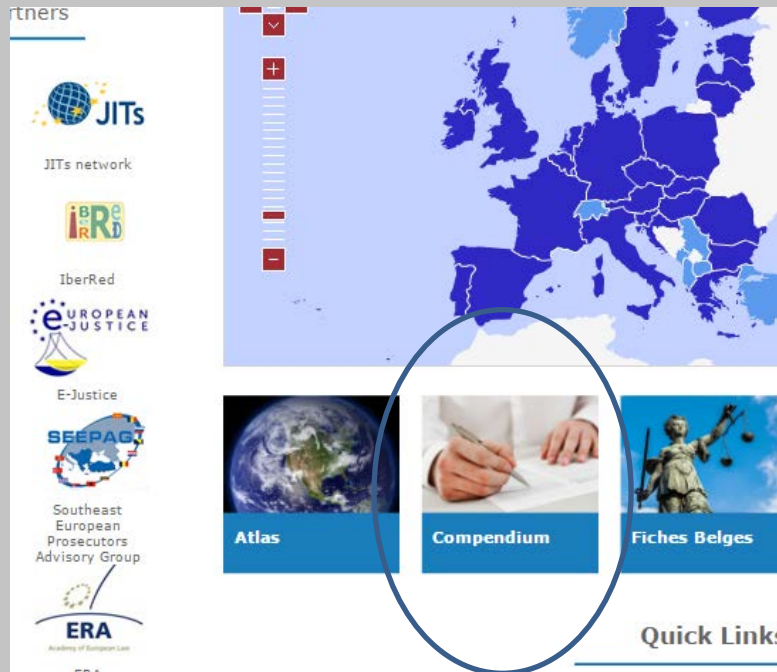 rtners
JITs
JITs network
iBeRReD
IberRed
EUROPEAN
e-JUSTICE
E-Justice
SEEPAG
Southeast
European
Prosecutors
Advisory Group
ERA
Academy of European Law
Atlas
Compendium
Fiches Belges
Quick Links